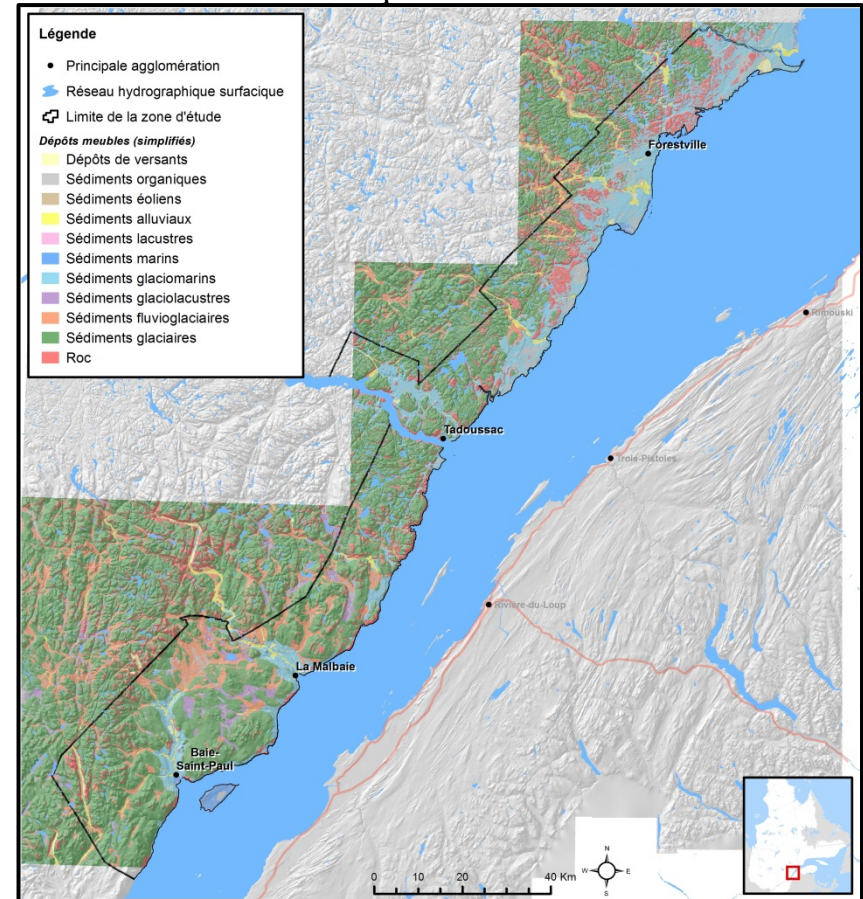 Légende
Principale agglomération
Réseau hydrographique surfacique
Limite de la zone d'étude
Dépôts meubles (simplifiés)
Dépôts de versants
Sédiments organiques
Sédiments éoliens
Sédiments alluviaux
Sédiments lacustres
Sédiments marins
Sédiments glaciomarins
Sédiments glaciolacustres
Sédiments fluvioglaciaires
Sédiments glaciaires
Roc
Forestville
Rimouski
Tadoussac
Trois-Pistoles
Rivière-du-Loup
La Malbaie
Baie-
Saint-Paul
N
W E
S
0 10 20 40 Km